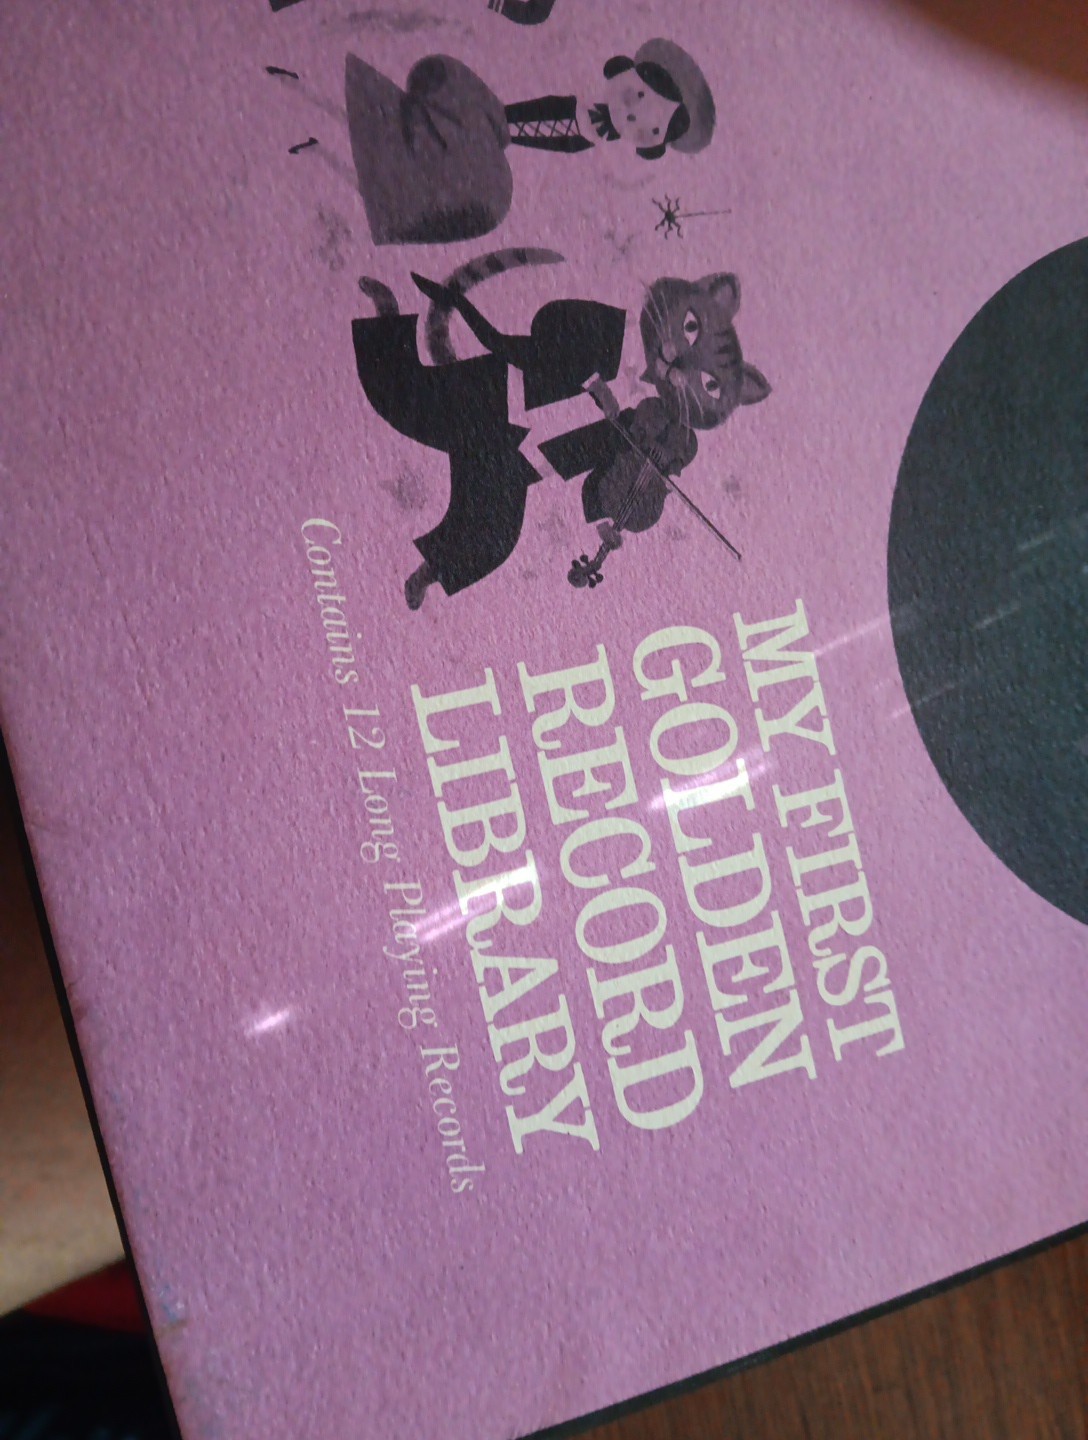 MY FIRST
GOLDEN
RECORD
LIBRARY
Contains 12 Long Playing Records